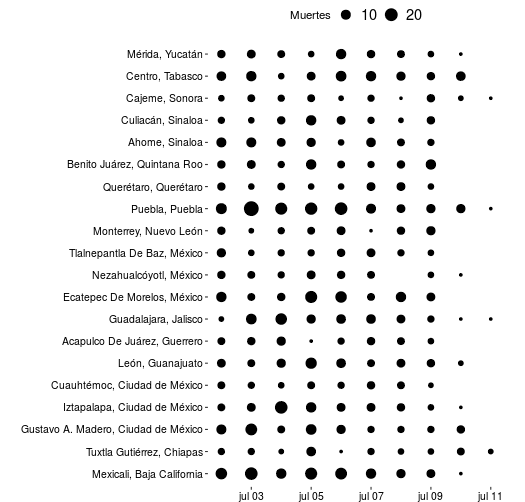 Muertes 10 20
Mérida, Yucatán
Centro, Tabasco
Cajeme, Sonora
Culiacán, Sinaloa
Ahome, Sinaloa
Benito Juárez, Quintana Roo
Querétaro, Querétaro
Puebla, Puebla
Monterrey, Nuevo León
Tlalnepantla De Baz, México
Nezahualcóyotl, México
Ecatepec De Morelos, México
Guadalajara, Jalisco
Acapulco De Juárez, Guerrero
León, Guanajuato
Cuauhtémoc, Ciudad de México
Iztapalapa, Ciudad de México
Gustavo A. Madero, Ciudad de México
Tuxtla Gutiérrez, Chiapas
Mexicali, Baja California
jul 03 jul 05 jul 07 jul 09 jul 11